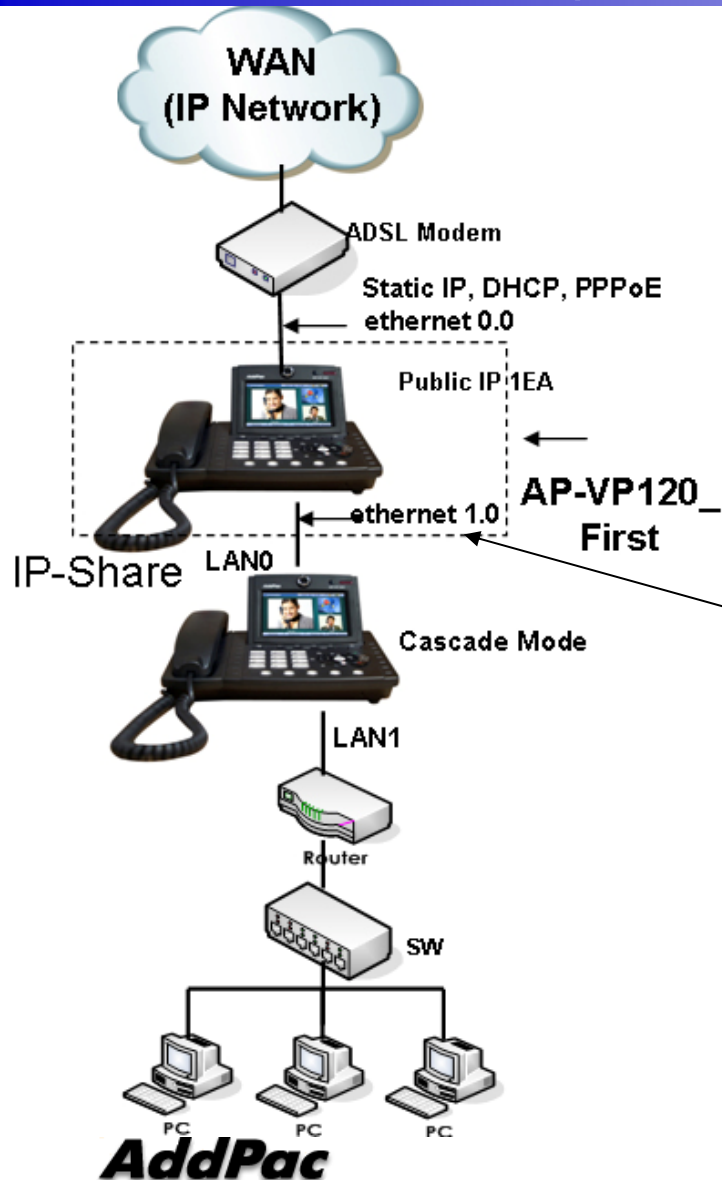 WAN
(IP Network)
ADSL Modem
Static IP, DHCP, PPPoE
ethernet 0.0
Public IP 1EA
AP-VP120_
First
ethernet 1.0
IP-Share
LAN0
Cascade Mode
LAN1
Router
SW
PC
PC
PC
AddPac